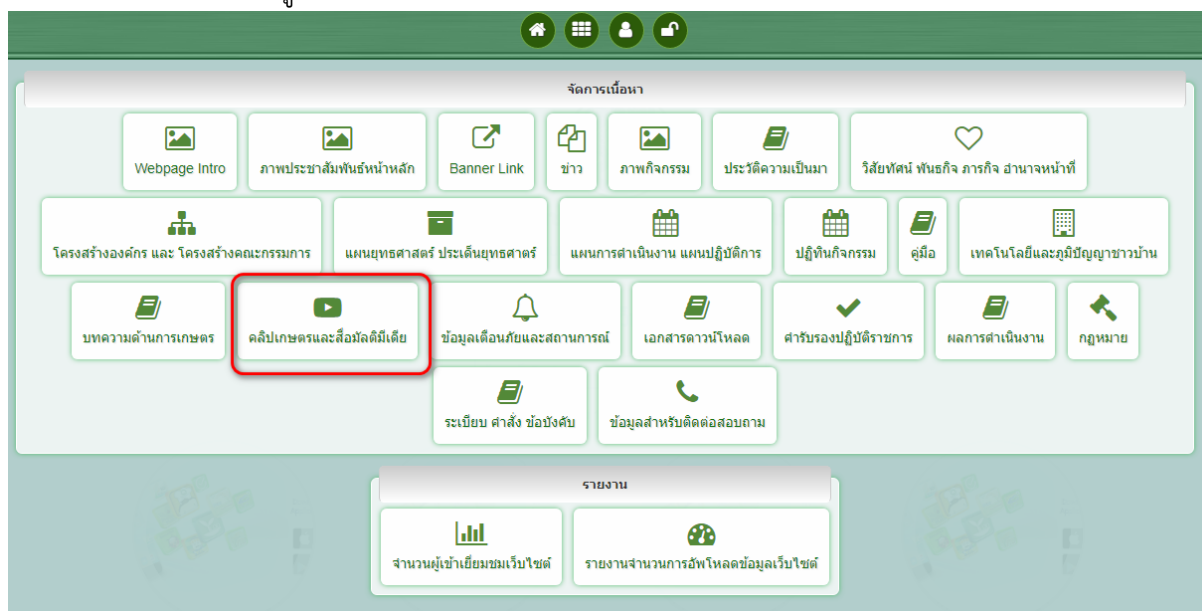 จัดการเนื้อหา
Webpage Intro ภาพประชาสัมพันธ์หน้าหลัก Banner Link ข่าว ภาพกิจกรรม ประวัติความเป็นมา วิสัยทัศน์ พันธกิจ ภารกิจ อำนาจหน้าที่
โครงสร้างองค์กร และ โครงสร้างคณะกรรมการ แผนยุทธศาสตร์ ประเด็นยุทธศาตร์ แผนการดำเนินงาน แผนปฏิบัติการ ปฏิทินกิจกรรม คู่มือ เทคโนโลยีและภูมิปัญญาชาวบ้าน
บทความด้านการเกษตร คลิปเกษตรและสื่อมัลติมีเดีย ข้อมูลเตือนภัยและสถานการณ์ เอกสารดาวน์โหลด คำรับรองปฏิบัติราชการ ผลการดำเนินงาน กฎหมาย
ระเบียบ คำสั่ง ข้อบังคับ ข้อมูลสำหรับติดต่อสอบถาม
รายงาน
จำนวนผู้เข้าเยี่ยมชมเว็บไซต์ รายงานจำนวนการอัพโหลดข้อมูลเว็บไซต์